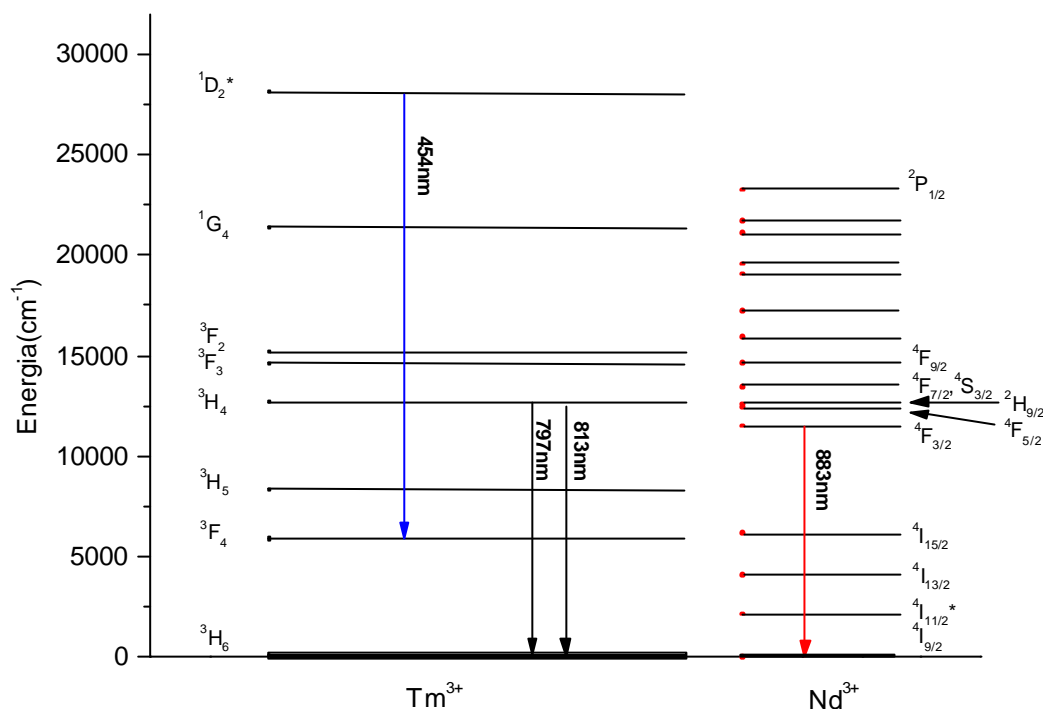 Energia(cm⁻¹)
30000
25000
20000
15000
10000
5000
0
¹D₂*
¹G₄
³F₂
³F₃
³H₄
³H₅
³F₄
³H₆
454nm
797nm
813nm
883nm
²P₁/₂
⁴F₉/₂
⁴F₇/₂,⁴S₃/₂
²H₉/₂
⁴F₅/₂
⁴F₃/₂
⁴I₁₅/₂
⁴I₁₃/₂
⁴I₁₁/₂*
⁴I₉/₂
Tm³⁺
Nd³⁺